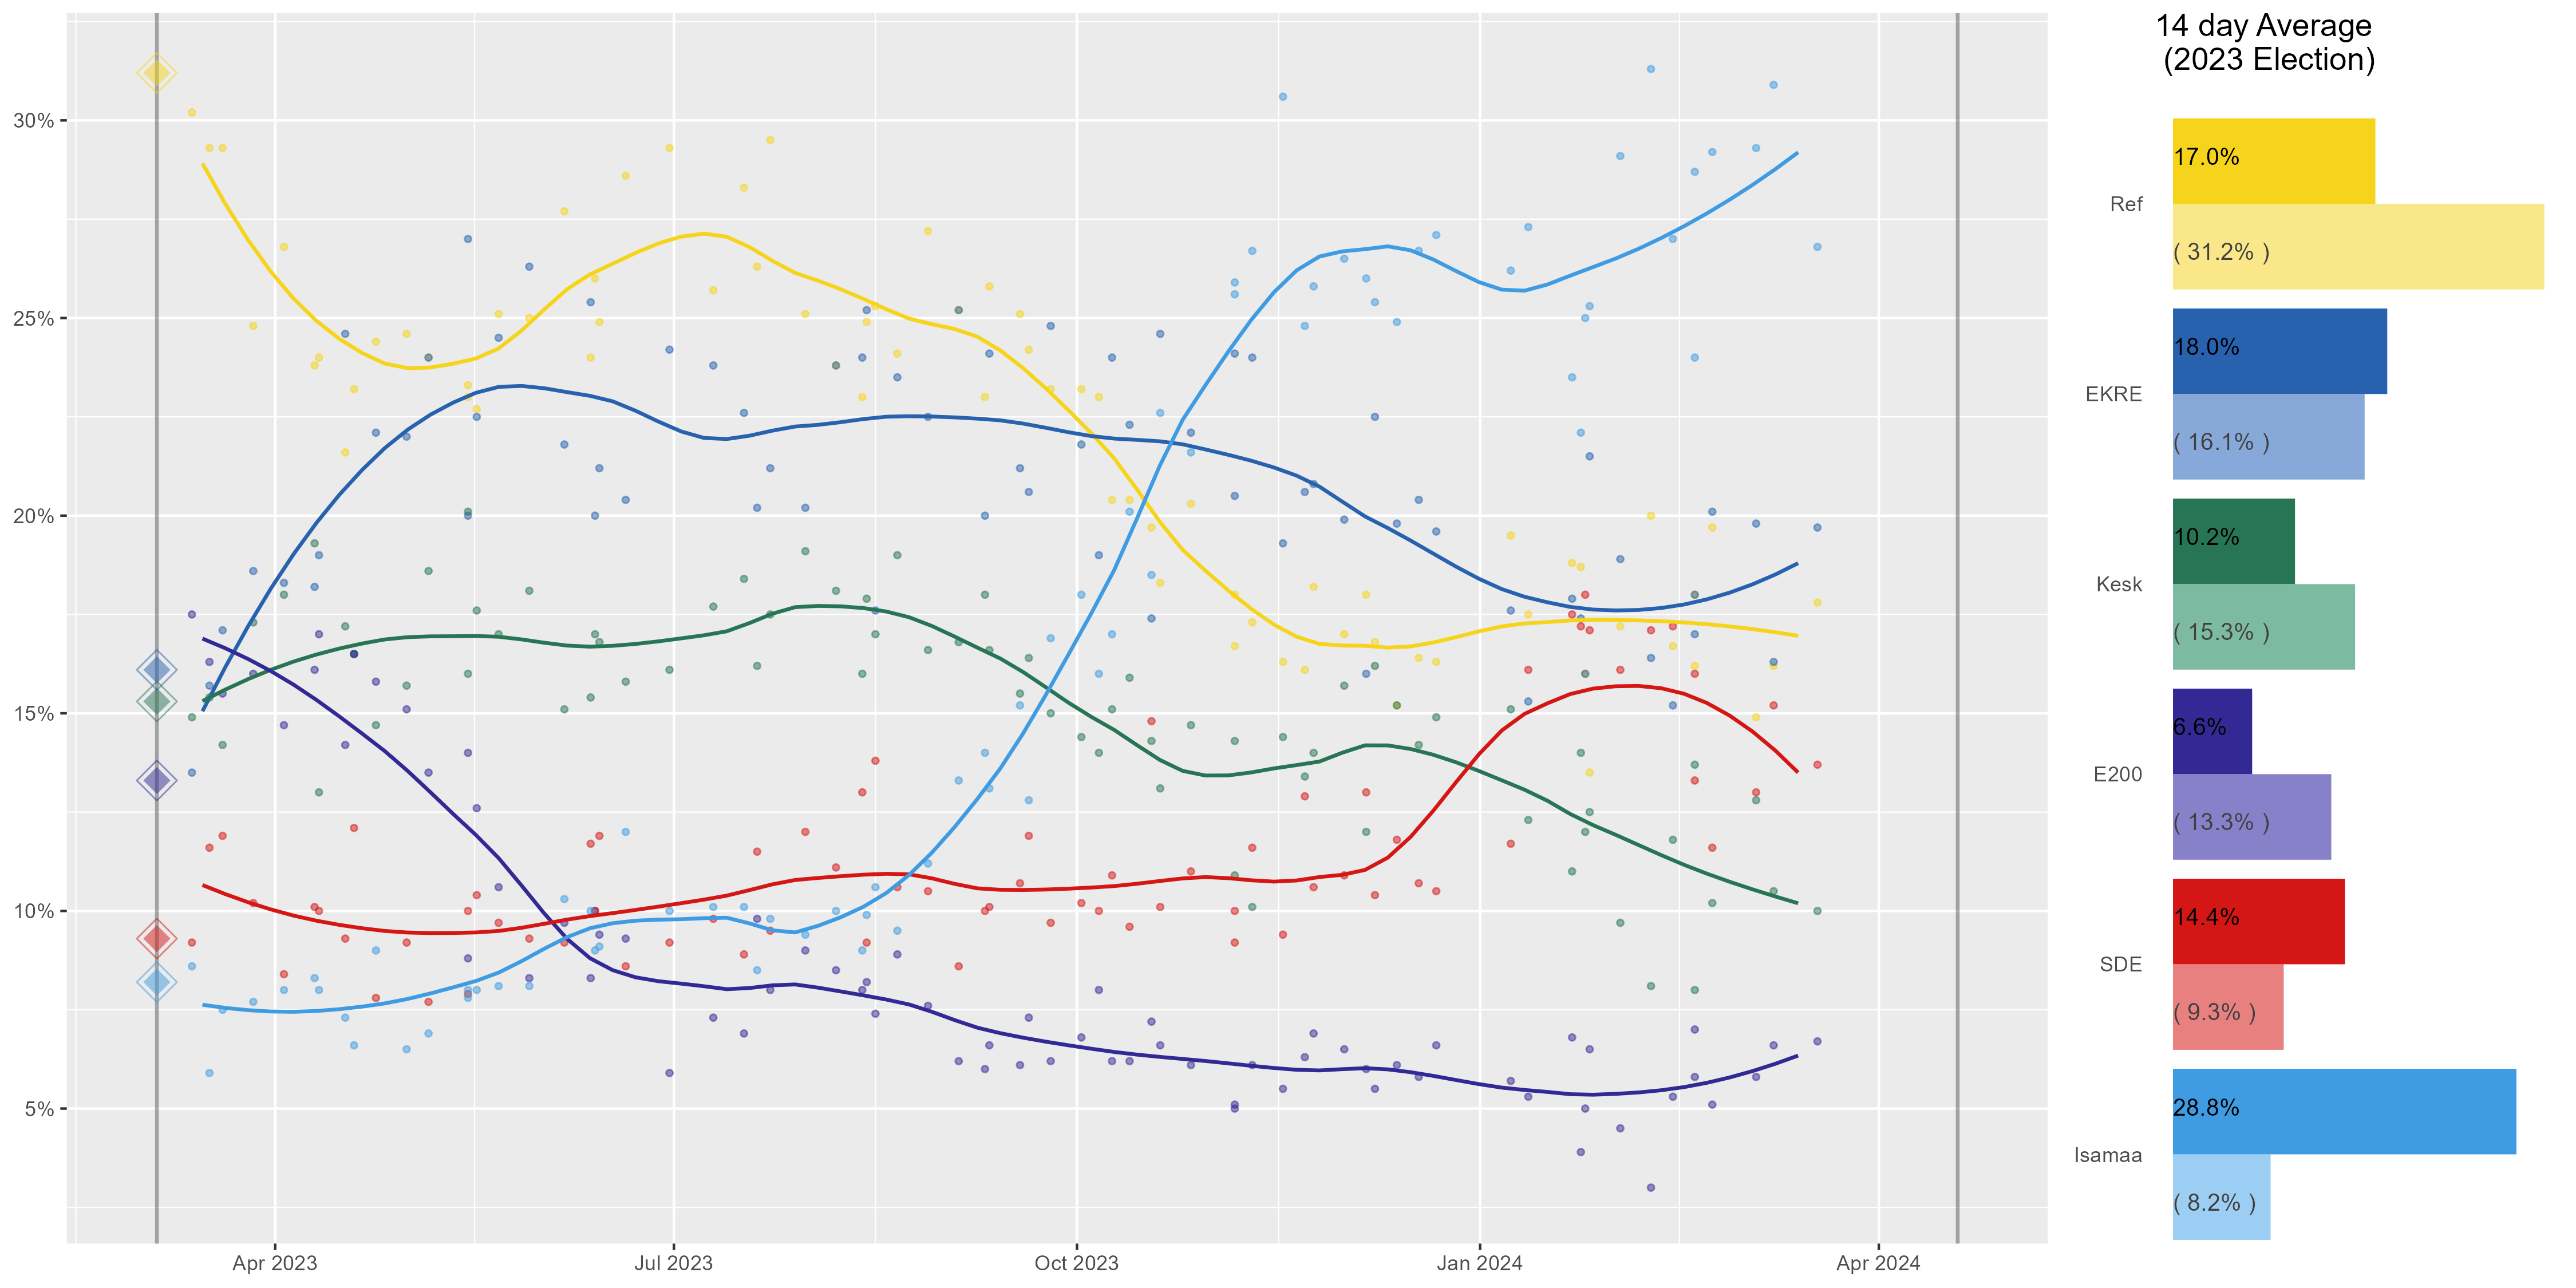 14 day Average
(2023 Election)
30%
25%
20%
15%
10%
5%
Apr 2023
Jul 2023
Oct 2023
Jan 2024
Apr 2024
Ref
17.0%
( 31.2% )
EKRE
18.0%
( 16.1% )
Kesk
10.2%
( 15.3% )
E200
6.6%
( 13.3% )
SDE
14.4%
( 9.3% )
Isamaa
28.8%
( 8.2% )